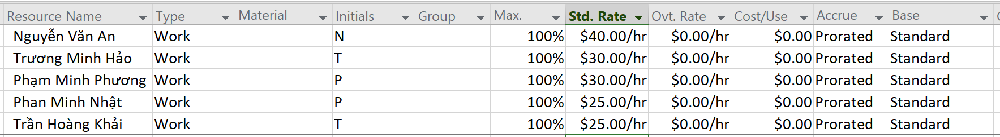 Resource Name Type Material Initials Group Max. Std. Rate Ovt. Rate Cost/Use Accrue Base
Nguyễn Văn An Work N 100% $40.00/hr $0.00/hr $0.00 Prorated Standard
Trương Minh Hảo Work T 100% $30.00/hr $0.00/hr $0.00 Prorated Standard
Phạm Minh Phương Work P 100% $30.00/hr $0.00/hr $0.00 Prorated Standard
Phan Minh Nhật Work P 100% $25.00/hr $0.00/hr $0.00 Prorated Standard
Trần Hoàng Khải Work T 100% $25.00/hr $0.00/hr $0.00 Prorated Standard